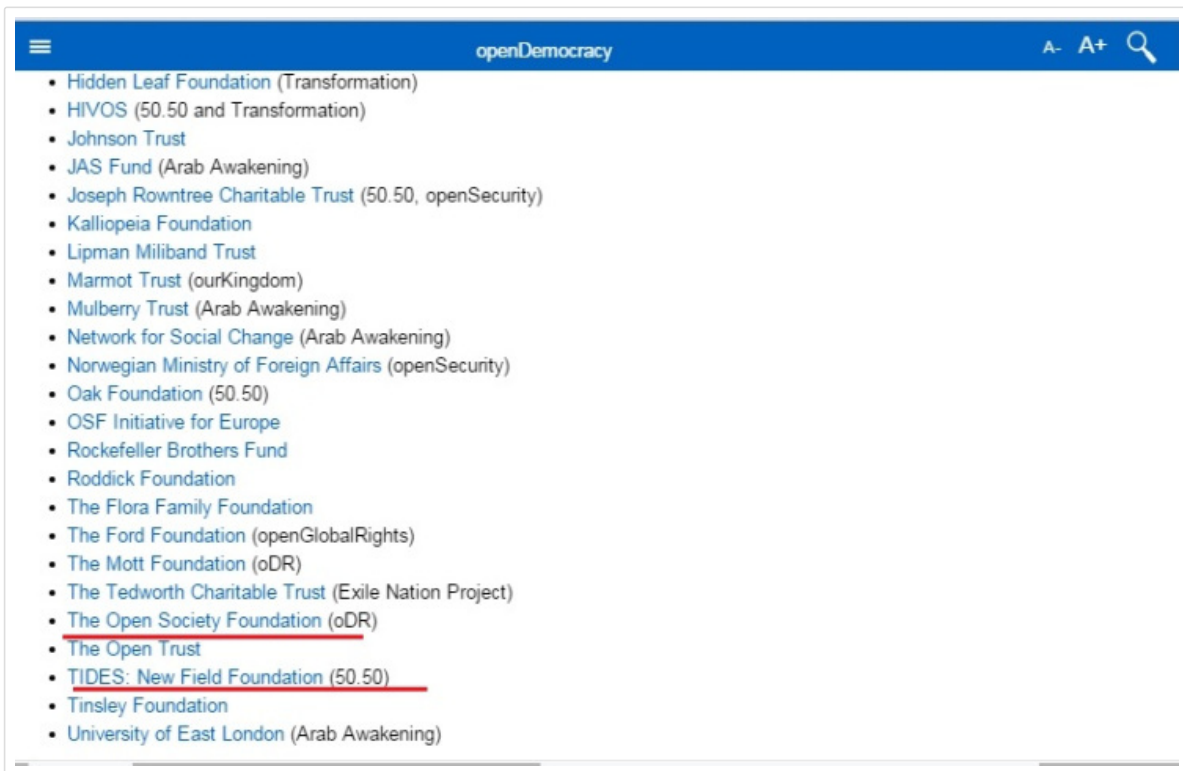 openDemocracy A- A+
• Hidden Leaf Foundation (Transformation)
• HIVOS (50.50 and Transformation)
• Johnson Trust
• JAS Fund (Arab Awakening)
• Joseph Rowntree Charitable Trust (50.50, openSecurity)
• Kalliopeia Foundation
• Lipman Miliband Trust
• Marmot Trust (ourKingdom)
• Mulberry Trust (Arab Awakening)
• Network for Social Change (Arab Awakening)
• Norwegian Ministry of Foreign Affairs (openSecurity)
• Oak Foundation (50.50)
• OSF Initiative for Europe
• Rockefeller Brothers Fund
• Roddick Foundation
• The Flora Family Foundation
• The Ford Foundation (openGlobalRights)
• The Mott Foundation (oDR)
• The Tedworth Charitable Trust (Exile Nation Project)
• The Open Society Foundation (oDR)
• The Open Trust
• TIDES: New Field Foundation (50.50)
• Tinsley Foundation
• University of East London (Arab Awakening)